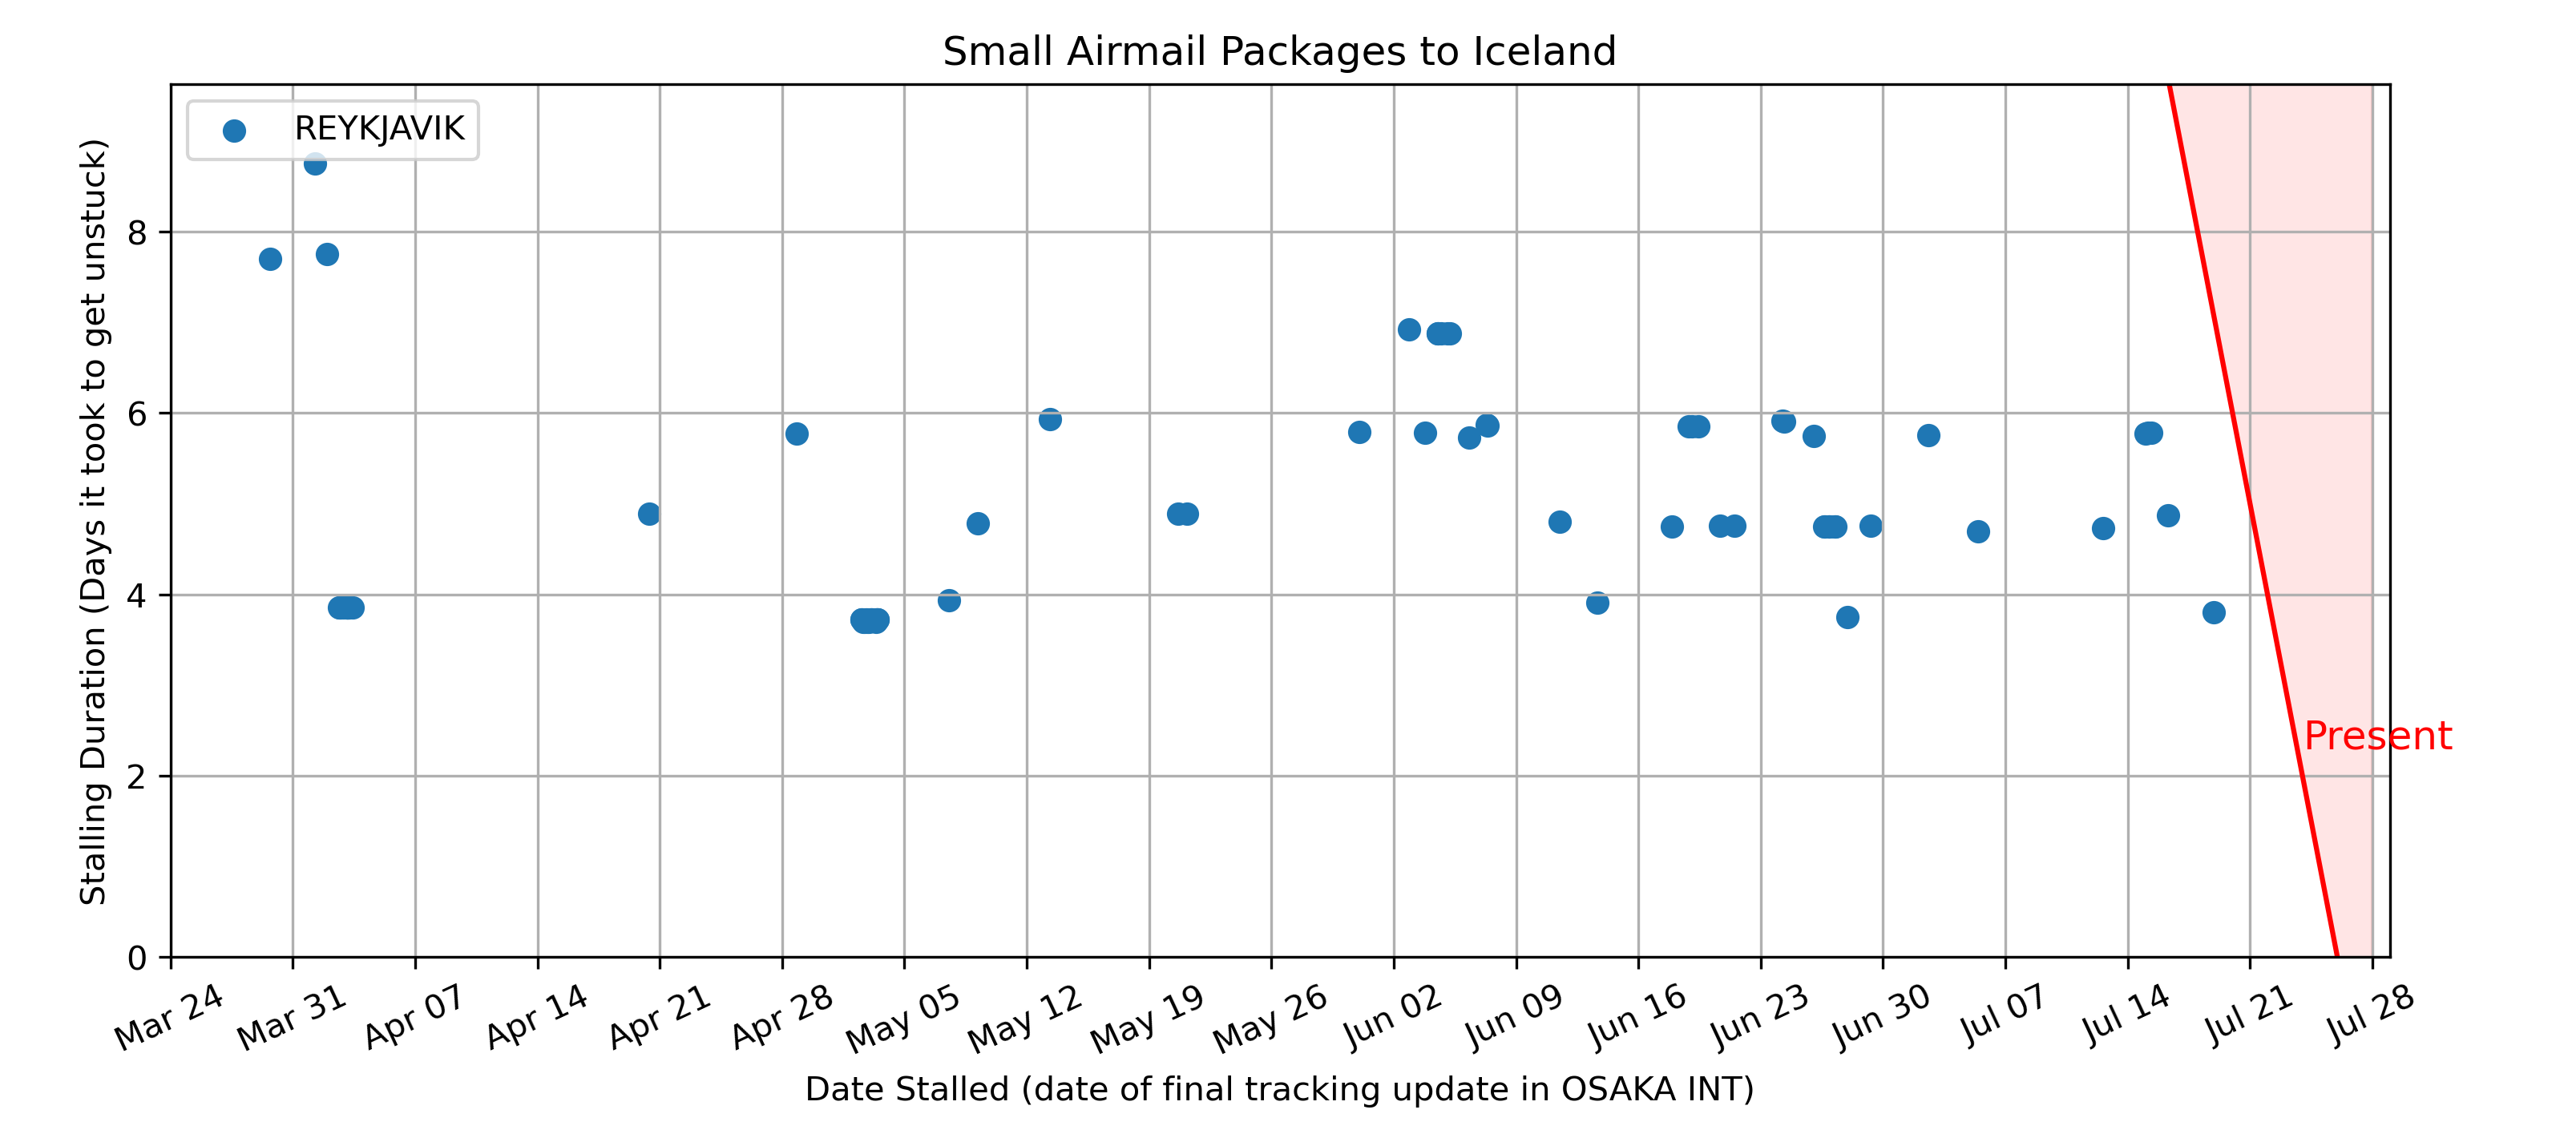 Small Airmail Packages to Iceland
REYKJAVIK
Stalling Duration (Days it took to get unstuck)
8
6
4
2
0
Present
Mar 24
Mar 31
Apr 07
Apr 14
Apr 21
Apr 28
May 05
May 12
May 19
May 26
Jun 02
Jun 09
Jun 16
Jun 23
Jun 30
Jul 07
Jul 14
Jul 21
Jul 28
Date Stalled (date of final tracking update in OSAKA INT)